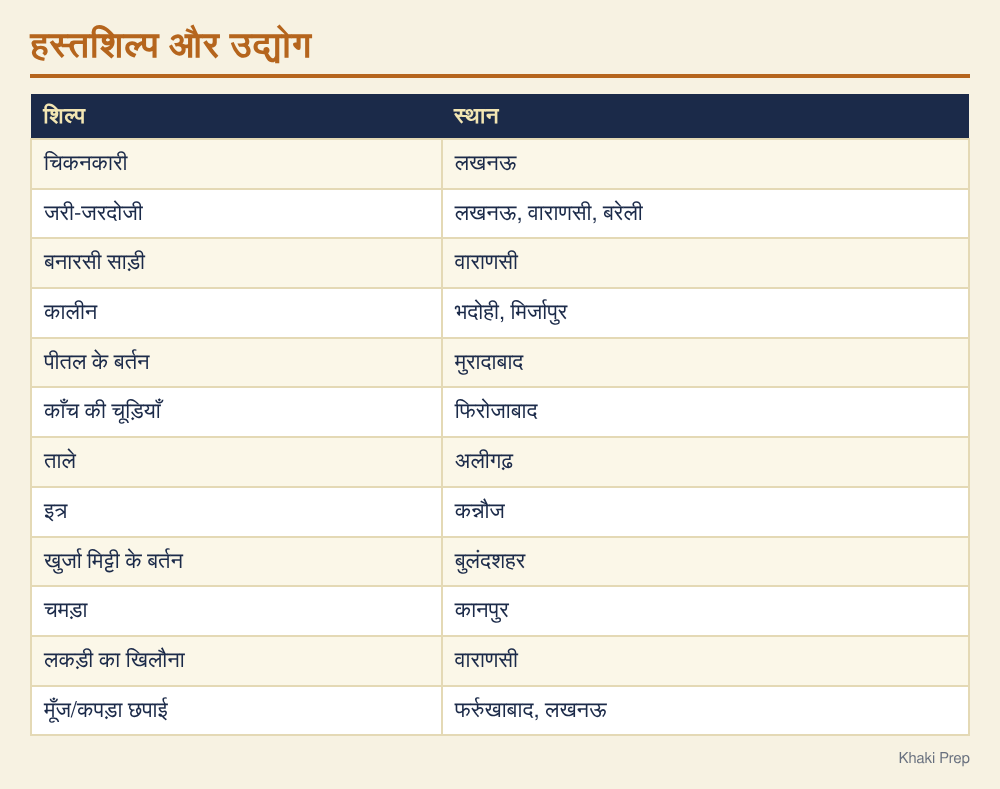 हस्तशिल्प और उद्योग
शिल्प स्थान
चिकनकारी लखनऊ
जरी-जरदोजी लखनऊ, वाराणसी, बरेली
बनारसी साड़ी वाराणसी
कालीन भदोही, मिर्जापुर
पीतल के बर्तन मुरादाबाद
काँच की चूड़ियाँ फिरोजाबाद
ताले अलीगढ़
इत्र कन्नौज
खुर्जा मिट्टी के बर्तन बुलंदशहर
चमड़ा कानपुर
लकड़ी का खिलौना वाराणसी
मूँज/कपड़ा छपाई फर्रुखाबाद, लखनऊ
Khaki Prep